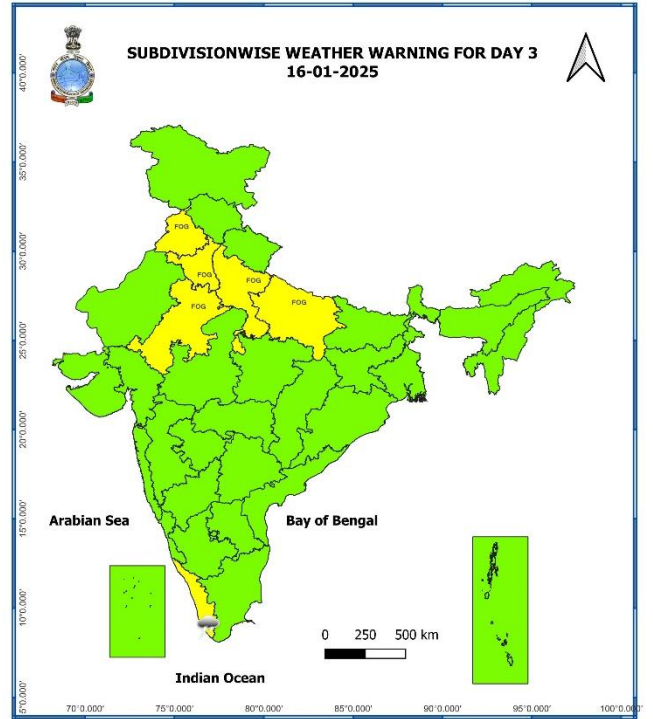 SUBDIVISIONWISE WEATHER WARNING FOR DAY 3
16-01-2025
40°0.000'
35°0.000'
30°0.000'
25°0.000'
20°0.000'
15°0.000'
10°0.000'
5°0.000'
FOG
FOG
FOG
FOG
FOG
Arabian Sea
Bay of Bengal
0 250 500 km
Indian Ocean
70°0.000' 75°0.000' 80°0.000' 85°0.000' 90°0.000' 95°0.000' 100°0.000'